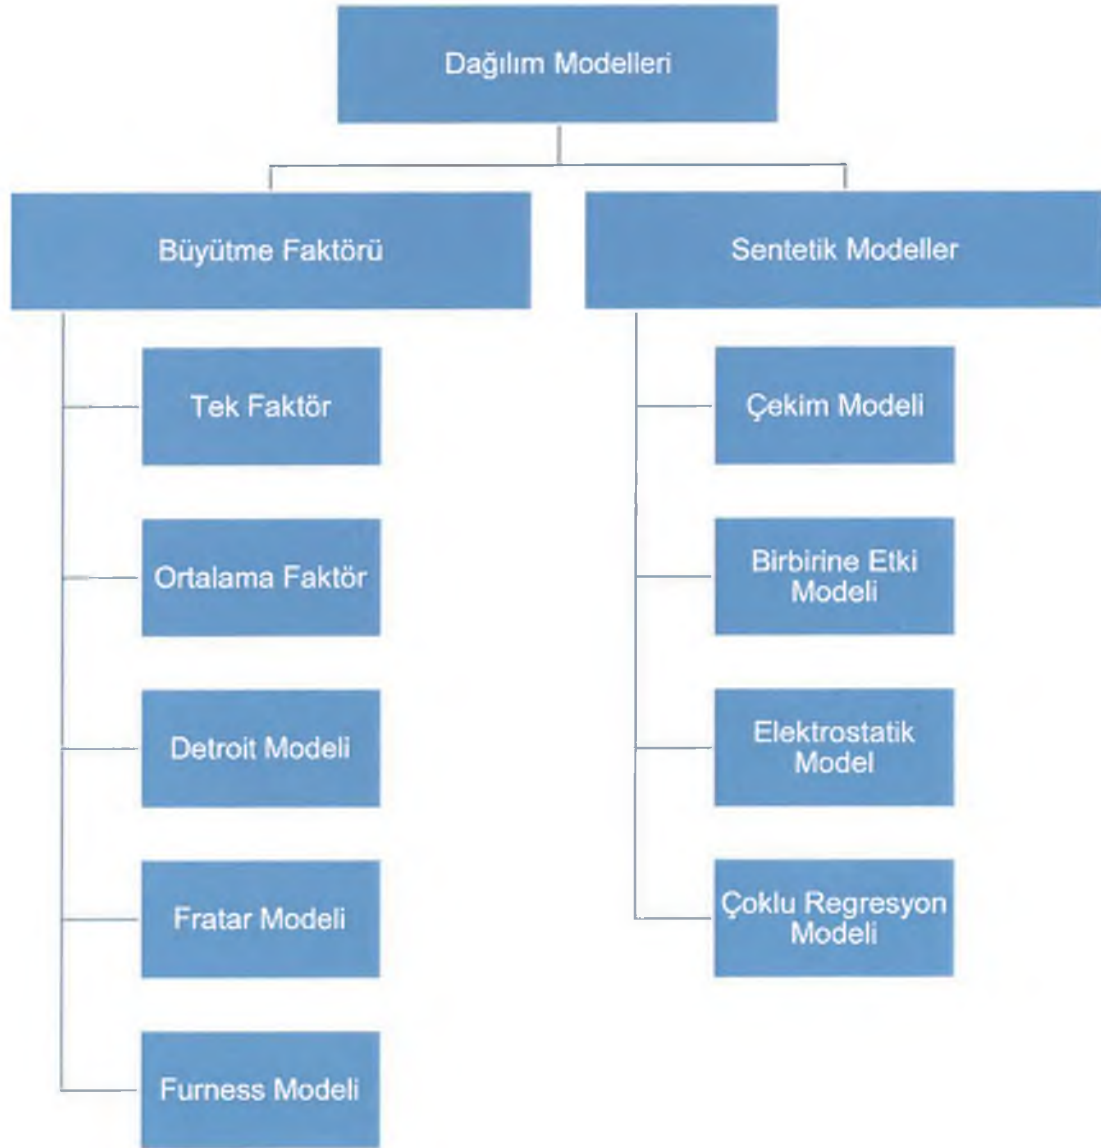 Dağılım Modelleri
Büyütme Faktörü
Sentetik Modeller
Tek Faktör
Çekim Modeli
Ortalama Faktör
Birbirine Etki
Modeli
Detroit Modeli
Elektrostatik
Model
Fratar Modeli
Çoklu Regresyon
Modeli
Furness Modeli